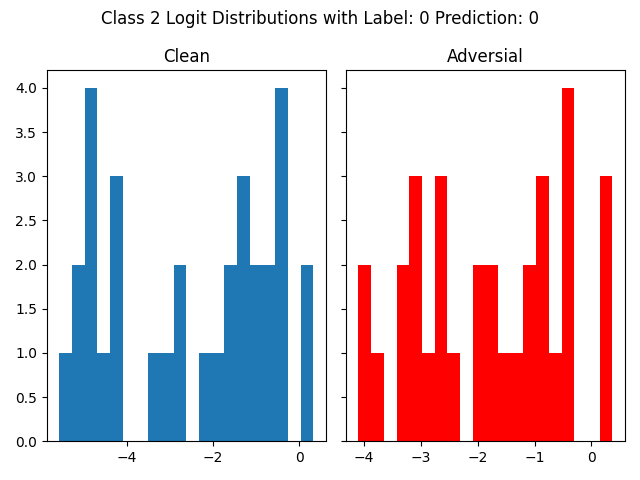 Class 2 Logit Distributions with Label: 0 Prediction: 0
Clean
Adversial
4.0
3.5
3.0
2.5
2.0
1.5
1.0
0.5
0.0
−4 −2 0
−4 −3 −2 −1 0